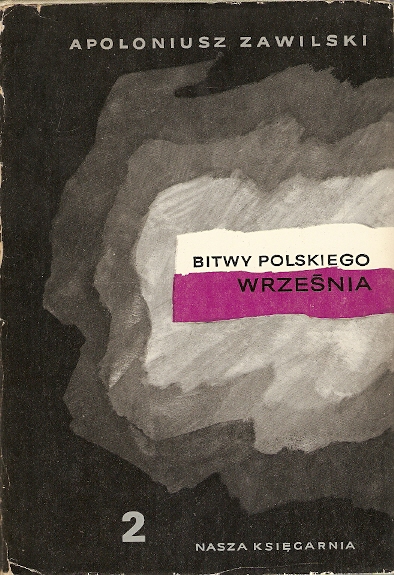 APOLONIUSZ ZAWILSKI
BITWY POLSKIEGO
WRZEŚNIA
2
NASZA KSIĘGARNIA